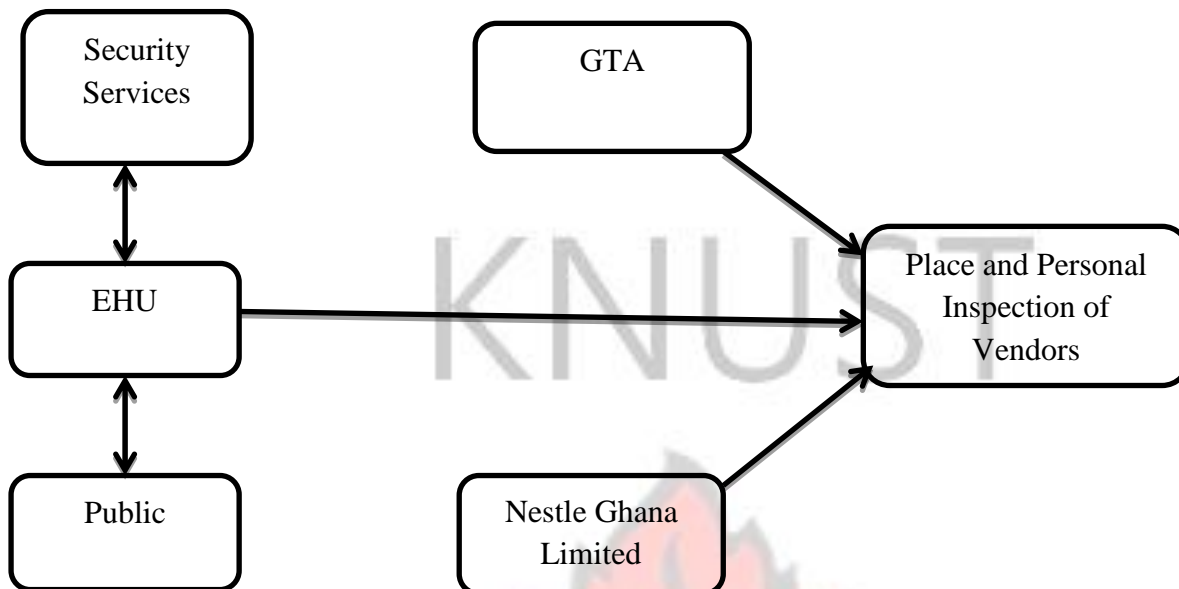 Security
Services
GTA
KNUST
EHU
Place and Personal
Inspection of
Vendors
Public
Nestle Ghana
Limited